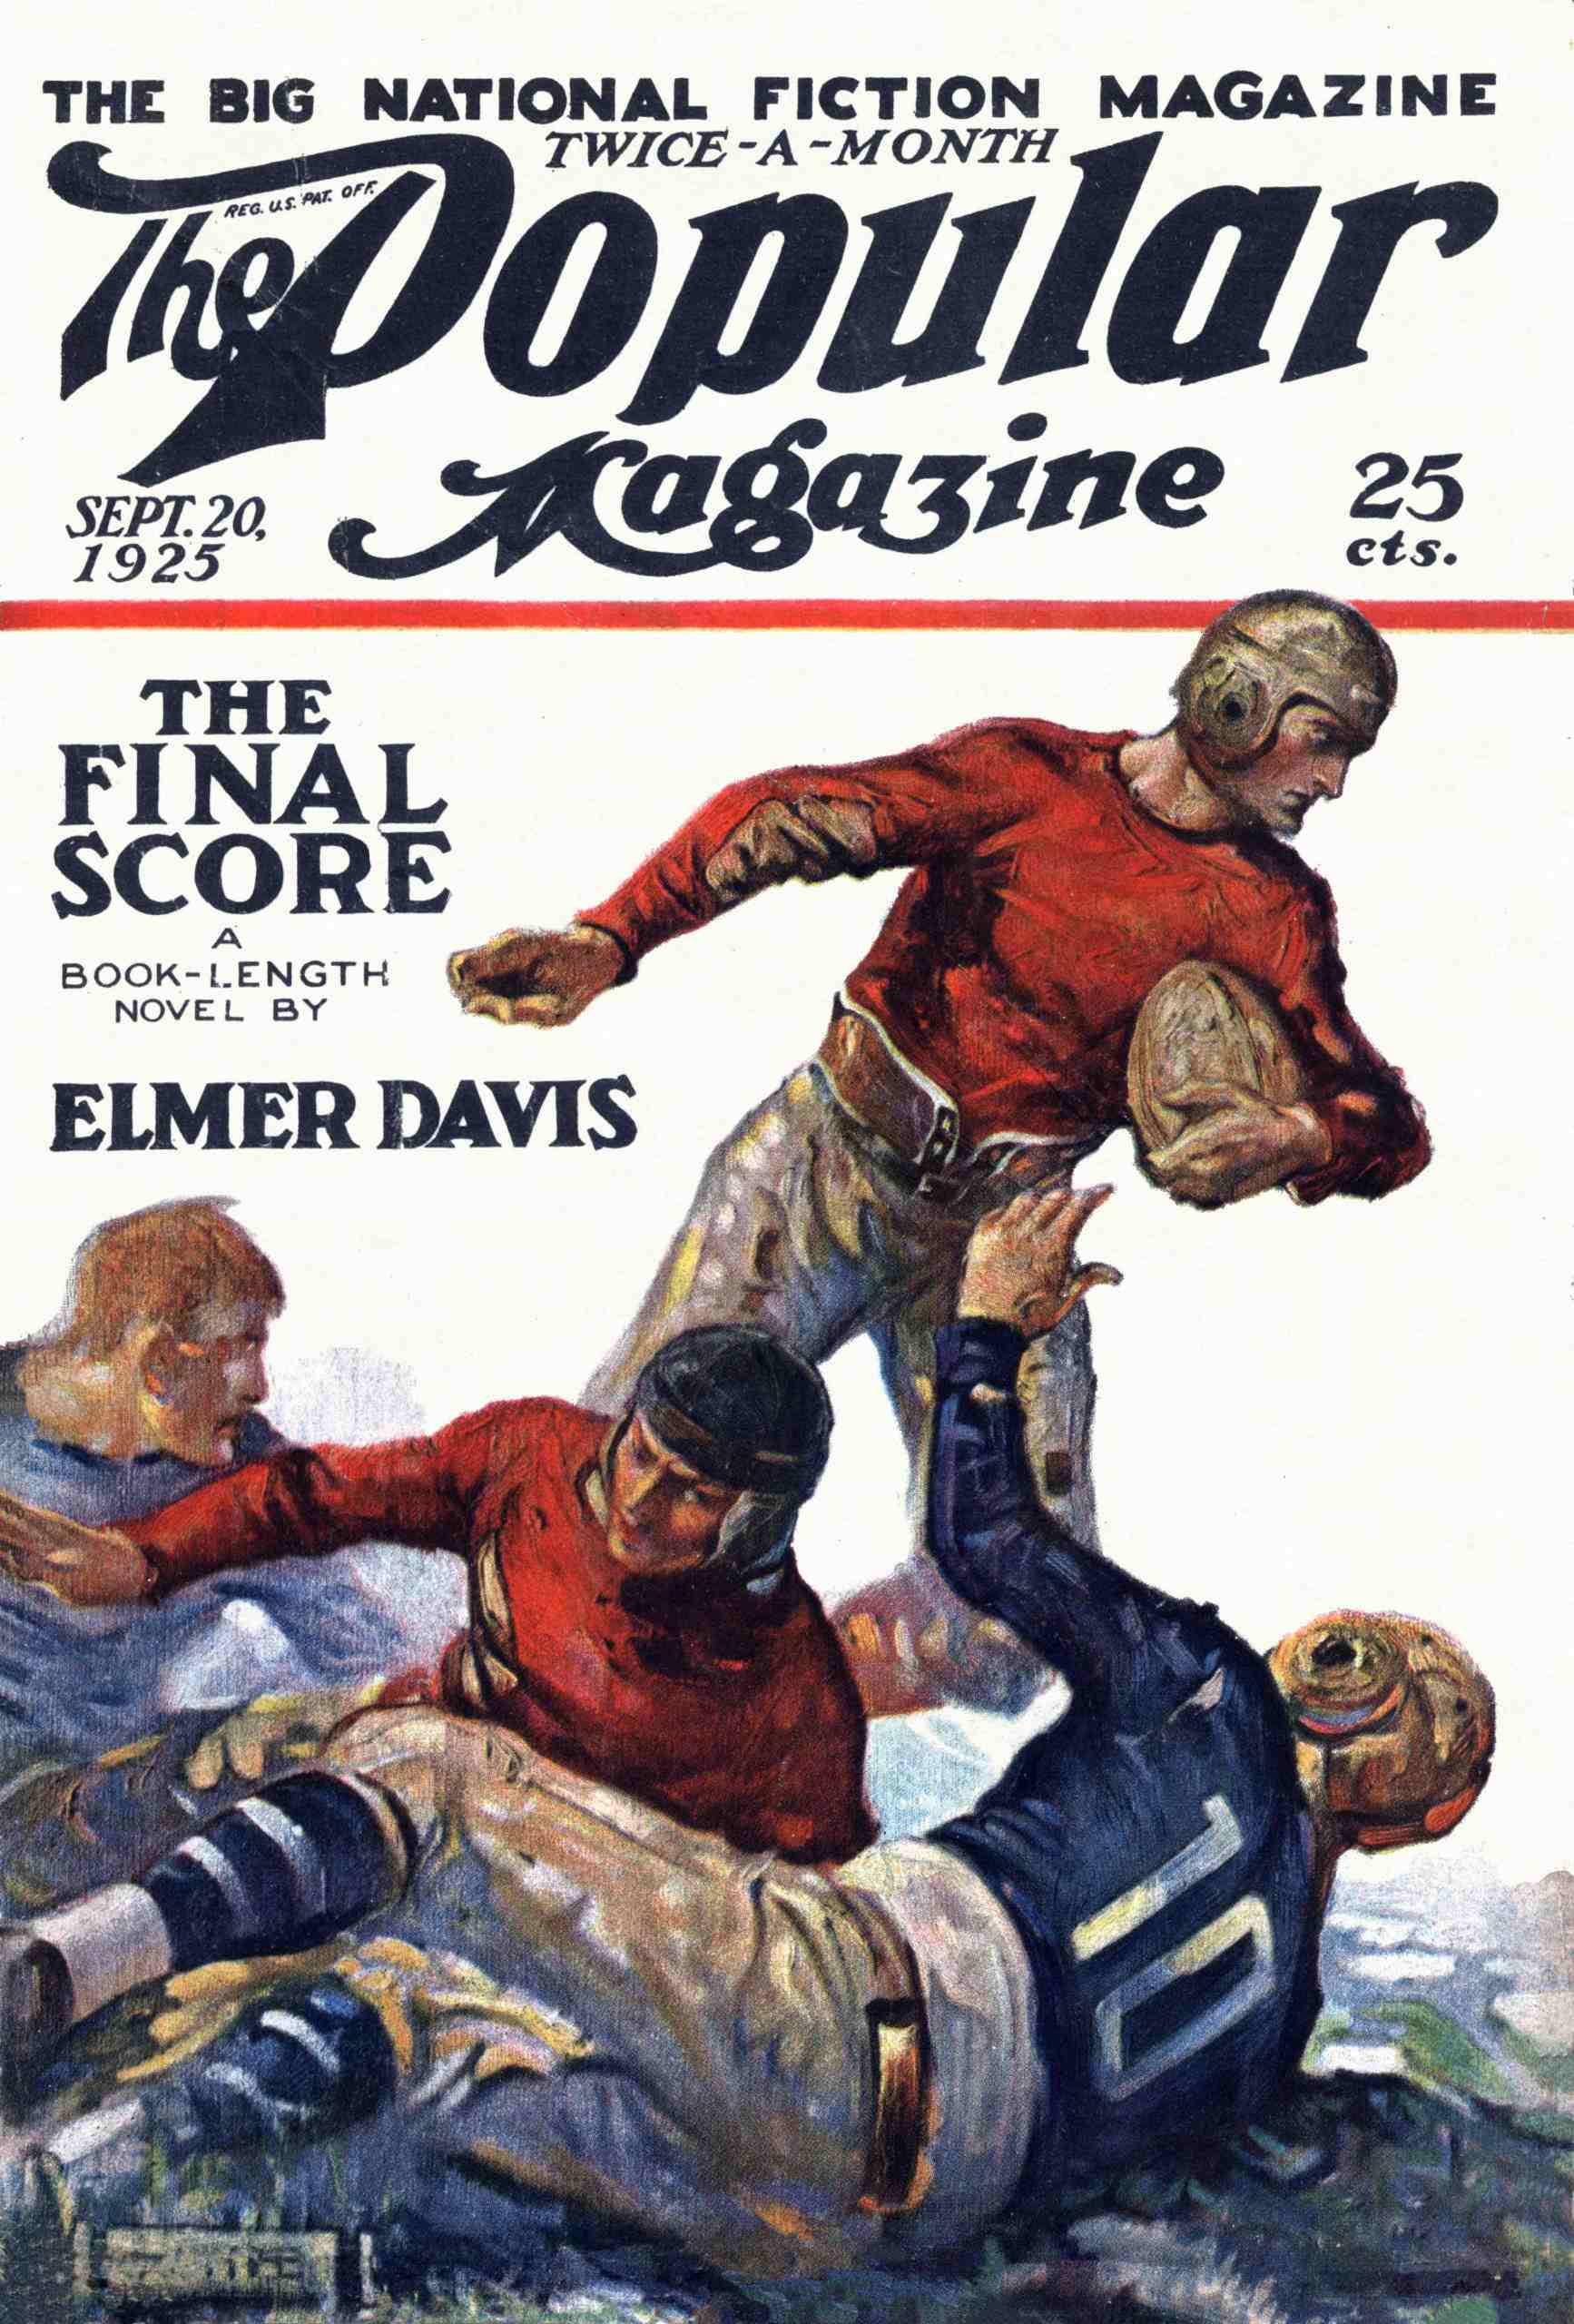 THE BIG NATIONAL FICTION MAGAZINE
TWICE-A-MONTH
The Popular
REG. U.S. PAT. OFF.
Magazine
SEPT. 20,
1925
25
cts.
THE
FINAL
SCORE
A
BOOK-LENGTH
NOVEL BY
ELMER DAVIS
10